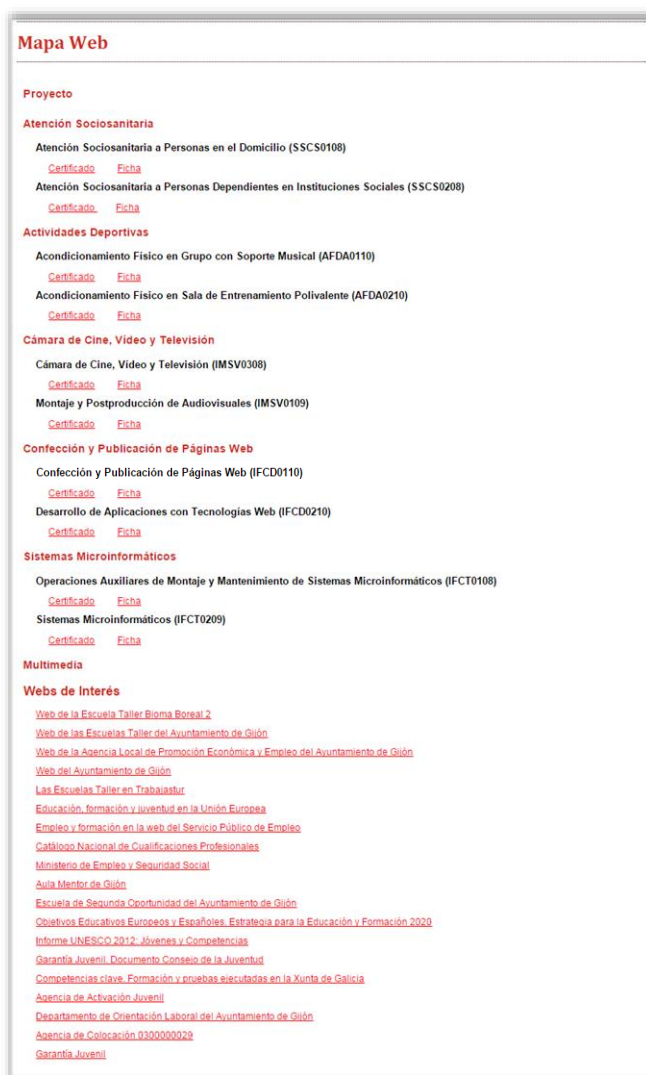 Mapa Web
Proyecto
Atención Sociosanitaria
Atención Sociosanitaria a Personas en el Domicilio (SSCS0108)
Certificado Ficha
Atención Sociosanitaria a Personas Dependientes en Instituciones Sociales (SSCS0208)
Certificado Ficha
Actividades Deportivas
Acondicionamiento Físico en Grupo con Soporte Musical (AFDA0110)
Certificado Ficha
Acondicionamiento Físico en Sala de Entrenamiento Polivalente (AFDA0210)
Certificado Ficha
Cámara de Cine, Vídeo y Televisión
Cámara de Cine, Vídeo y Televisión (IMSV0308)
Certificado Ficha
Montaje y Postproducción de Audiovisuales (IMSV0109)
Certificado Ficha
Confección y Publicación de Páginas Web
Confección y Publicación de Páginas Web (IFCD0110)
Certificado Ficha
Desarrollo de Aplicaciones con Tecnologías Web (IFCD0210)
Certificado Ficha
Sistemas Microinformáticos
Operaciones Auxiliares de Montaje y Mantenimiento de Sistemas Microinformáticos (IFCT0108)
Certificado Ficha
Sistemas Microinformáticos (IFCT0209)
Certificado Ficha
Multimedia
Webs de Interés
Web de la Escuela Taller Bioma Boreal 2
Web de las Escuelas Taller del Ayuntamiento de Gijón
Web de la Agencia Local de Promoción Económica y Empleo del Ayuntamiento de Gijón
Web del Ayuntamiento de Gijón
Las Escuelas Taller en Trabajastur
Educación, formación y juventud en la Unión Europea
Empleo y formación en la web del Servicio Público de Empleo
Catálogo Nacional de Cualificaciones Profesionales
Ministerio de Empleo y Seguridad Social
Aula Mentor de Gijón
Escuela de Segunda Oportunidad del Ayuntamiento de Gijón
Objetivos Educativos Europeos y Españoles. Estrategia para la Educación y Formación 2020
Informe UNESCO 2012: Jóvenes y Competencias
Garantía Juvenil. Documento Consejo de la Juventud
Competencias clave. Formación y pruebas ejecutadas en la Xunta de Galicia
Agencia de Activación Juvenil
Departamento de Orientación Laboral del Ayuntamiento de Gijón
Agencia de Colocación 0300000029
Garantía Juvenil